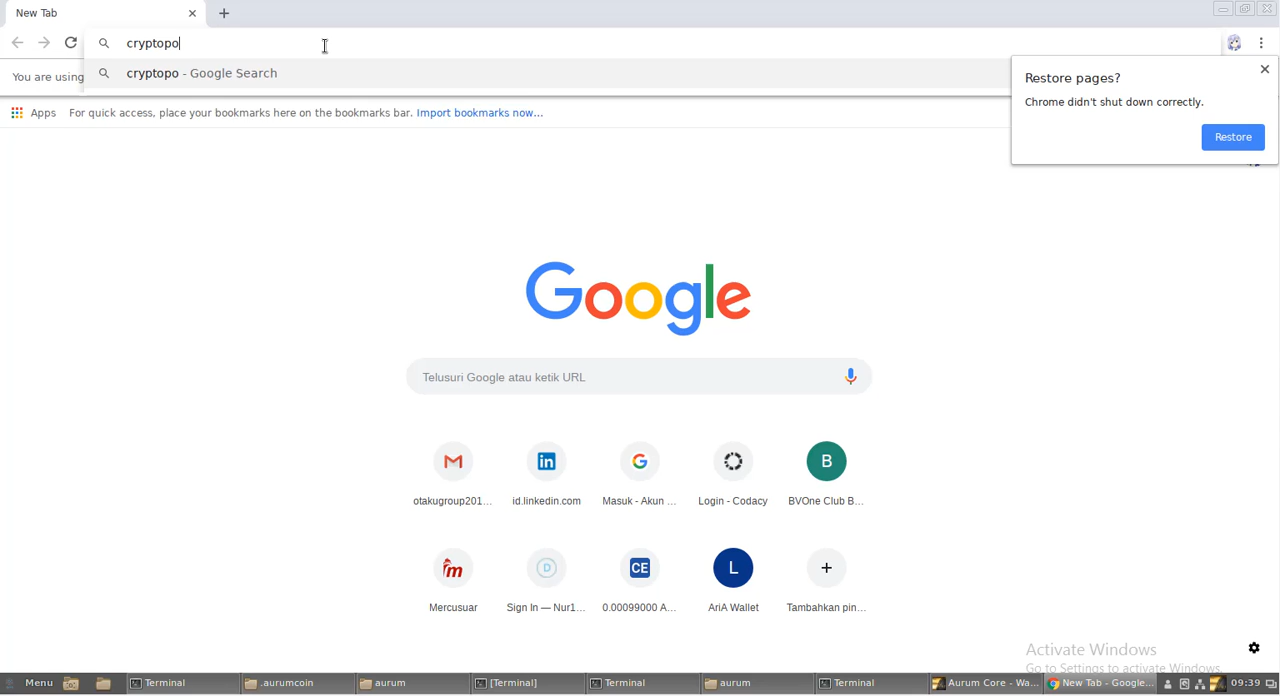 New Tab
cryptopo
cryptopo - Google Search
You are using
Restore pages?
Chrome didn't shut down correctly.
Restore
Apps
For quick access, place your bookmarks here on the bookmarks bar. Import bookmarks now...
Google
Telusuri Google atau ketik URL
otakugroup201...
id.linkedin.com
Masuk - Akun ...
Login - Codacy
B
BVOne Club B...
Mercusuar
D
Sign In — Nur1...
CE
0.00099000 A...
L
AriA Wallet
Tambahkan pin...
Activate Windows
Go to Settings to activate Windows.
Menu
Terminal
.aurumcoin
aurum
[Terminal]
Terminal
aurum
Terminal
Aurum Core - Wa...
New Tab - Google...
09:39